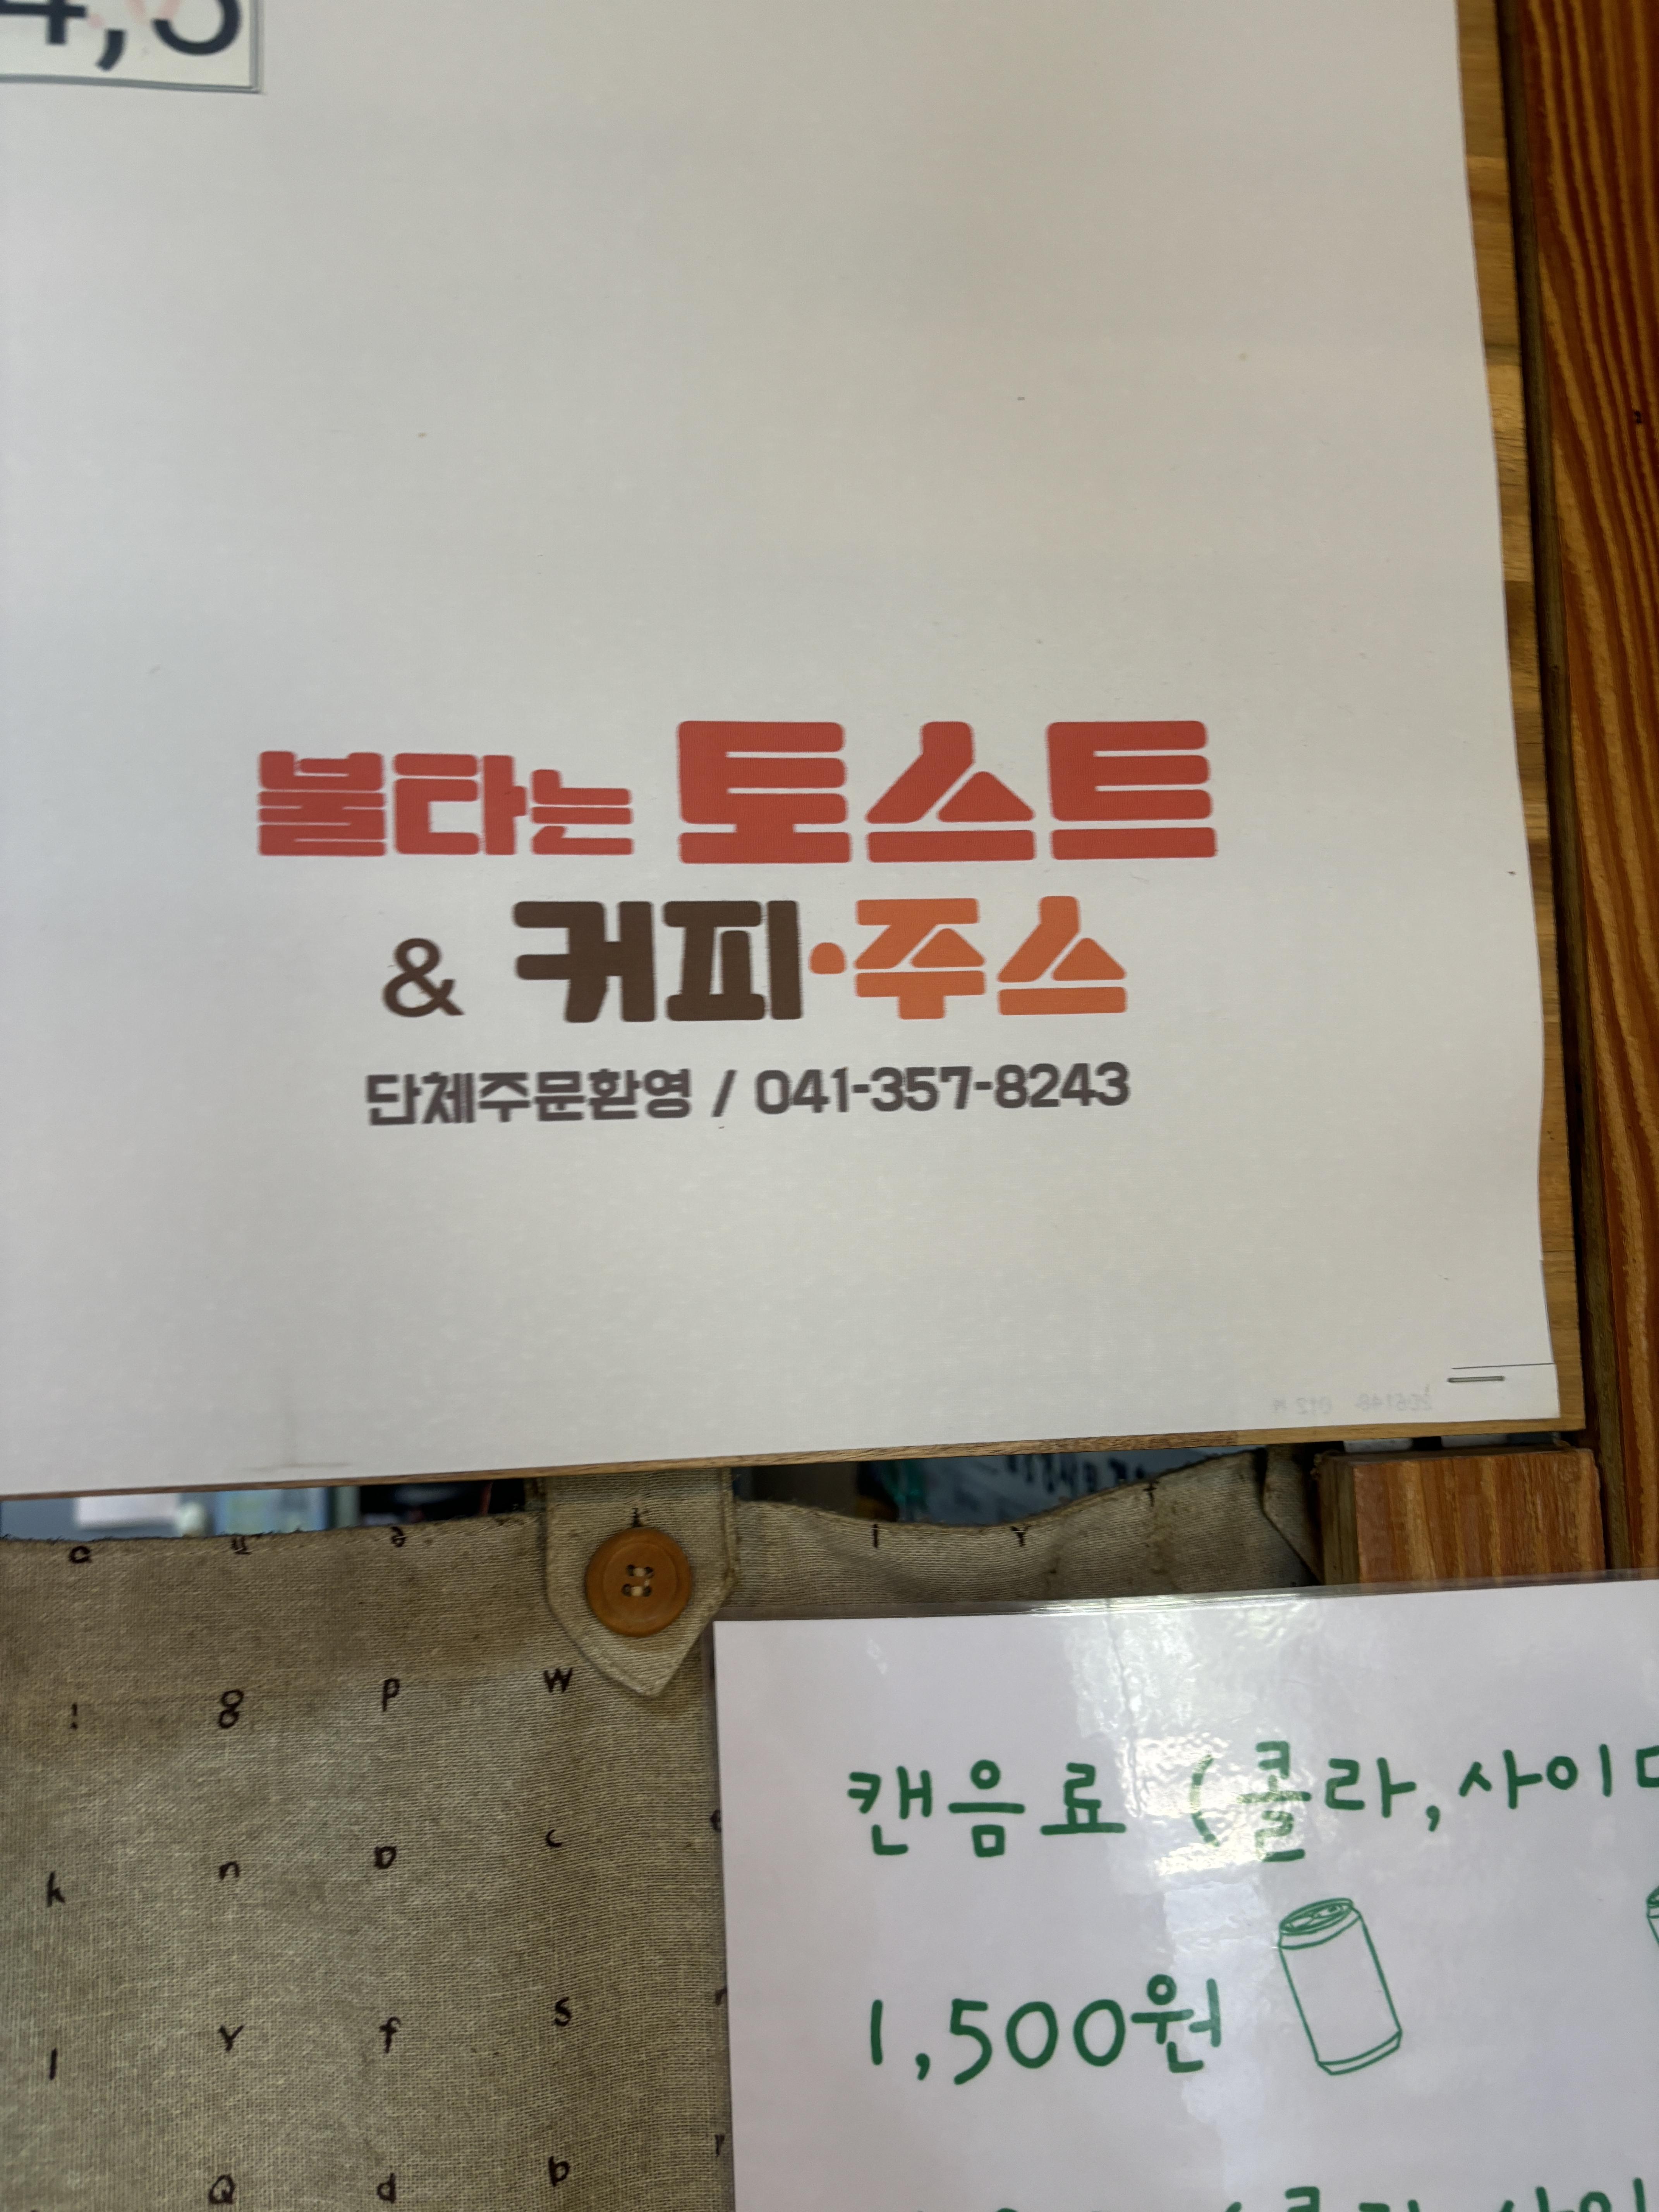 불타는 토스트
& 커피·주스
단체주문환영 / 041-357-8243
! 8 P W
h n D c
l Y f s
Q d b
캔음료 (콜라, 사이
1,500원